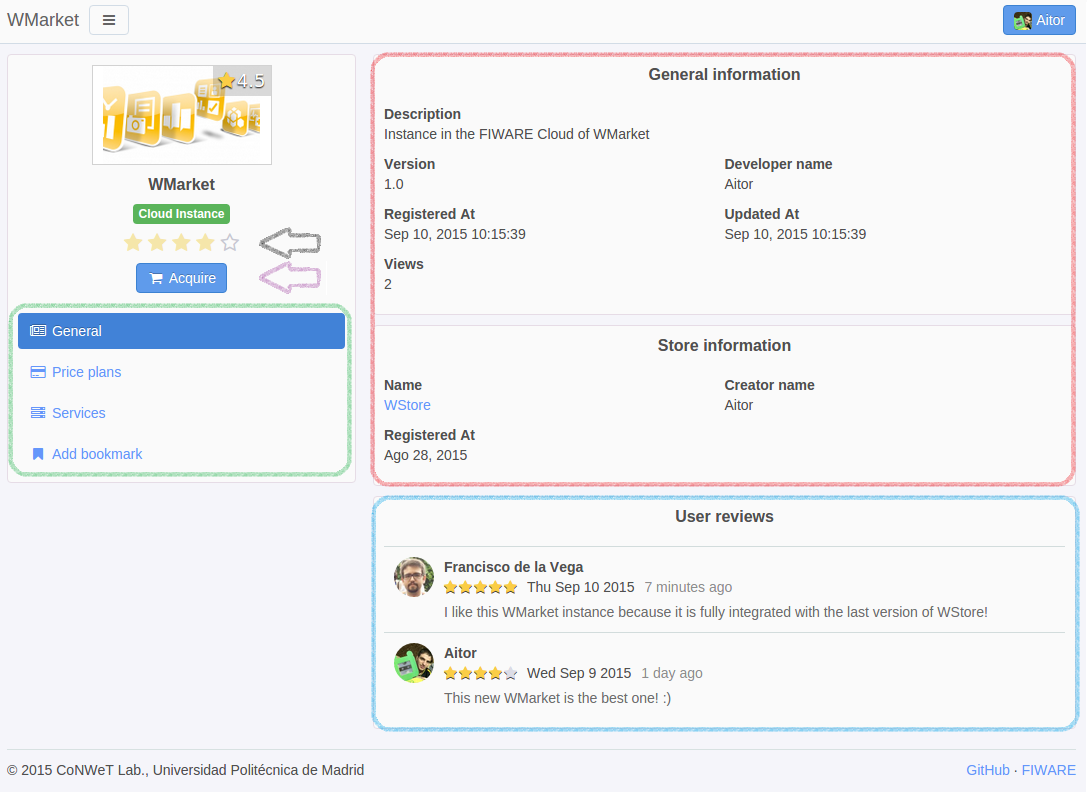 WMarket
Aitor
4.5
WMarket
Cloud Instance
Acquire
General
Price plans
Services
Add bookmark
General information
Description
Instance in the FIWARE Cloud of WMarket
Version Developer name
1.0 Aitor
Registered At Updated At
Sep 10, 2015 10:15:39 Sep 10, 2015 10:15:39
Views
2
Store information
Name Creator name
WStore Aitor
Registered At
Ago 28, 2015
User reviews
Francisco de la Vega
Thu Sep 10 2015 7 minutes ago
I like this WMarket instance because it is fully integrated with the last version of WStore!
Aitor
Wed Sep 9 2015 1 day ago
This new WMarket is the best one! :)
© 2015 CoNWeT Lab., Universidad Politécnica de Madrid GitHub · FIWARE